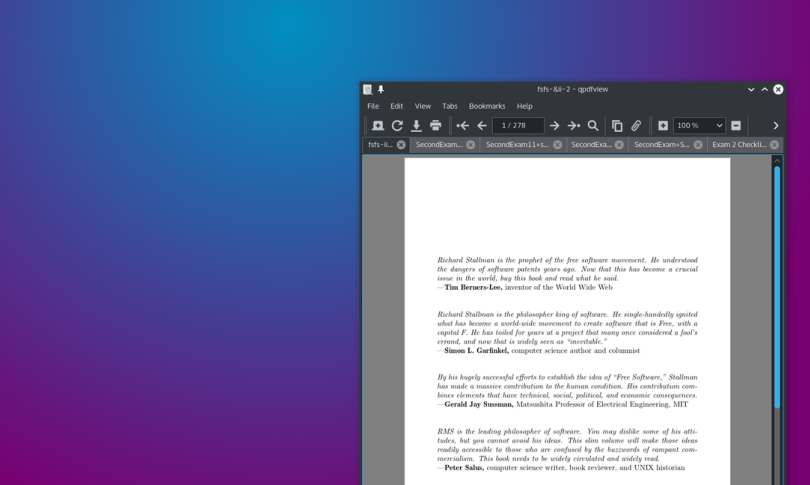 fsfs-&ii-2 - qpdfview
File Edit View Tabs Bookmarks Help
1 / 278 100 %
fsfs-ii... SecondExam... SecondExam11+s... SecondExa... SecondExam+S... Exam 2 Checkli...
Richard Stallman is the prophet of the free software movement. He understood
the dangers of software patents years ago. Now that this has become a crucial
issue in the world, buy this book and read what he said.
—Tim Berners-Lee, inventor of the World Wide Web
Richard Stallman is the philosopher king of software. He single-handedly ignited
what has become a world-wide movement to create software that is Free, with a
capital F. He has toiled for years at a project that many once considered a fool’s
errand, and now that is widely seen as “inevitable.”
—Simon L. Garfinkel, computer science author and columnist
By his hugely successful efforts to establish the idea of “Free Software,” Stallman
has made a massive contribution to the human condition. His contribution com-
bines elements that have technical, social, political, and economic consequences.
—Gerald Jay Sussman, Matsushita Professor of Electrical Engineering, MIT
RMS is the leading philosopher of software. You may dislike some of his atti-
tudes, but you cannot avoid his ideas. This slim volume will make those ideas
readily accessible to those who are confused by the buzzwords of rampant com-
mercialism. This book needs to be widely circulated and widely read.
—Peter Salus, computer science writer, book reviewer, and UNIX historian